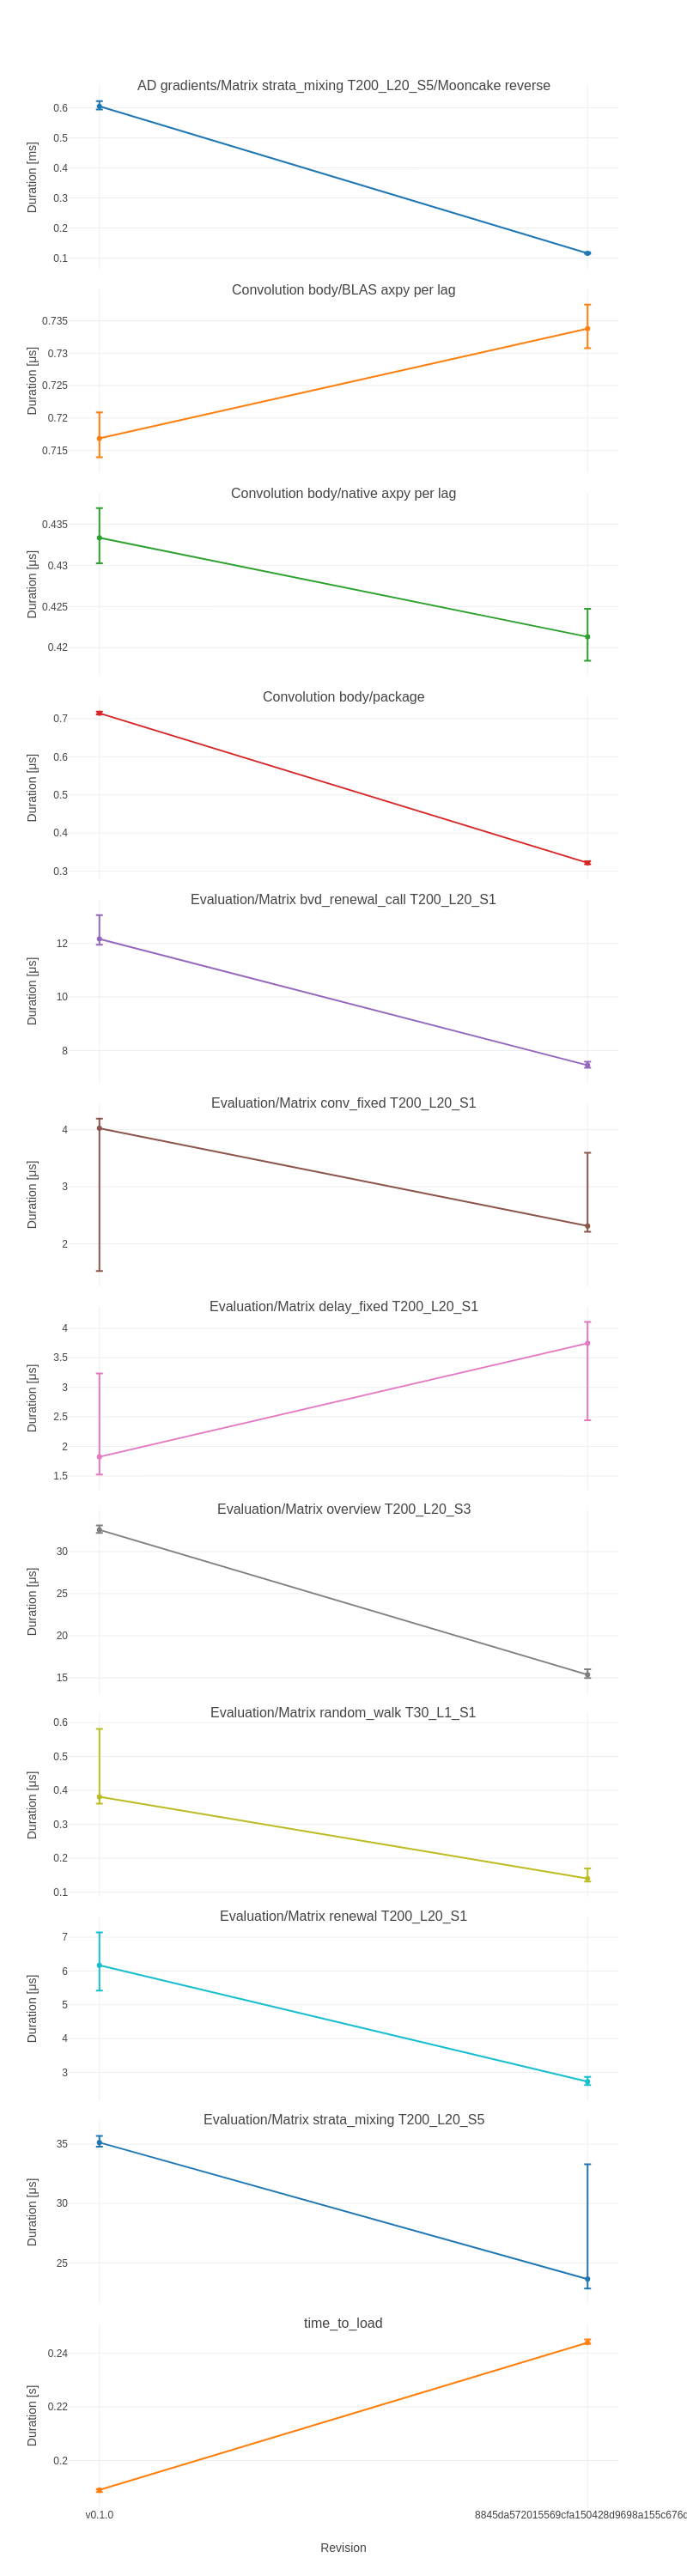 AD gradients/Matrix strata_mixing T200_L20_S5/Mooncake reverse
Duration [ms]
0.6
0.5
0.4
0.3
0.2
0.1
Convolution body/BLAS axpy per lag
Duration [μs]
0.735
0.73
0.725
0.72
0.715
Convolution body/native axpy per lag
Duration [μs]
0.435
0.43
0.425
0.42
Convolution body/package
Duration [μs]
0.7
0.6
0.5
0.4
0.3
Evaluation/Matrix bvd_renewal_call T200_L20_S1
Duration [μs]
12
10
8
Evaluation/Matrix conv_fixed T200_L20_S1
Duration [μs]
4
3
2
Evaluation/Matrix delay_fixed T200_L20_S1
Duration [μs]
4
3.5
3
2.5
2
1.5
Evaluation/Matrix overview T200_L20_S3
Duration [μs]
30
25
20
15
Evaluation/Matrix random_walk T30_L1_S1
Duration [μs]
0.6
0.5
0.4
0.3
0.2
0.1
Evaluation/Matrix renewal T200_L20_S1
Duration [μs]
7
6
5
4
3
Evaluation/Matrix strata_mixing T200_L20_S5
Duration [μs]
35
30
25
time_to_load
Duration [s]
0.24
0.22
0.2
v0.1.0
8845da572015569cfa150428d9698a155c676
Revision